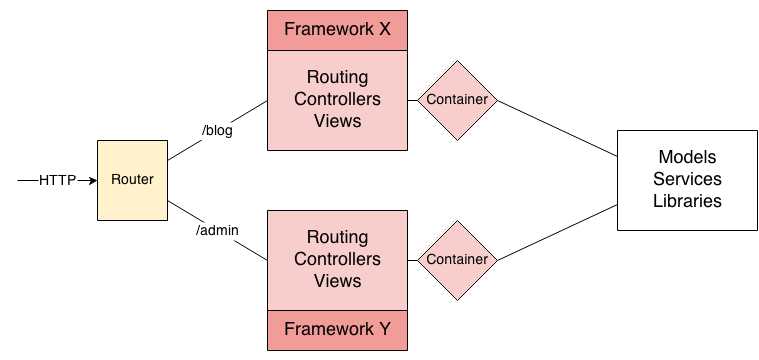 Framework X
Routing
Controllers
Views
Container
/blog
HTTP
Router
Models
Services
Libraries
/admin
Routing
Controllers
Views
Container
Framework Y